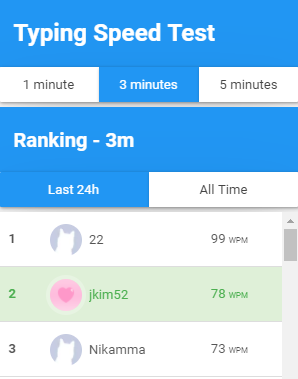 Typing Speed Test
1 minute 3 minutes 5 minutes
Ranking - 3m
Last 24h All Time
1 22 99 WPM
2 jkim52 78 WPM
3 Nikamma 73 WPM